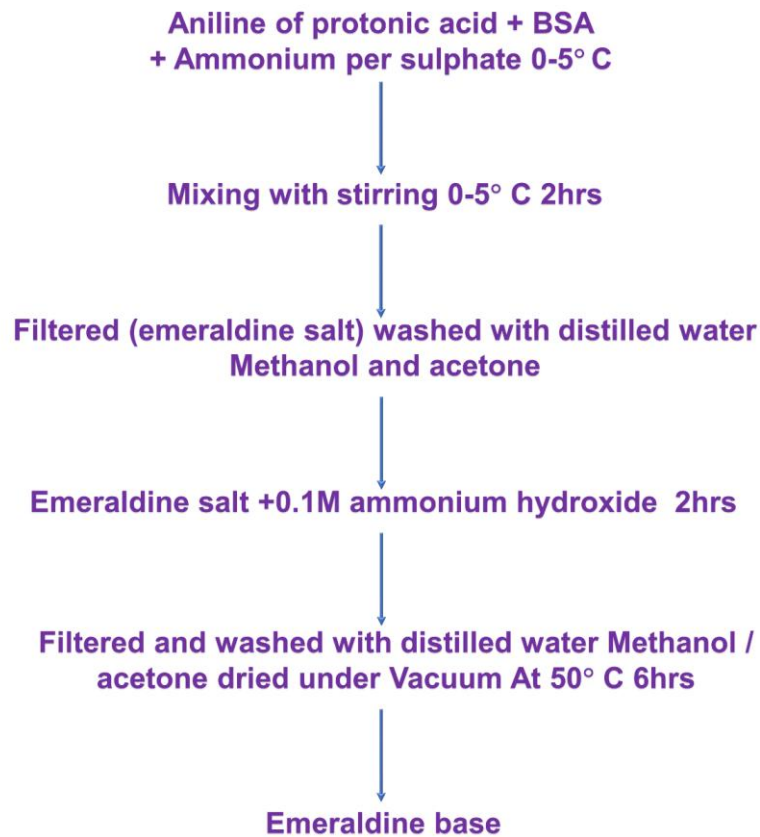 Aniline of protonic acid + BSA
+ Ammonium per sulphate 0-5° C
Mixing with stirring 0-5° C 2hrs
Filtered (emeraldine salt) washed with distilled water
Methanol and acetone
Emeraldine salt +0.1M ammonium hydroxide 2hrs
Filtered and washed with distilled water Methanol /
acetone dried under Vacuum At 50° C 6hrs
Emeraldine base